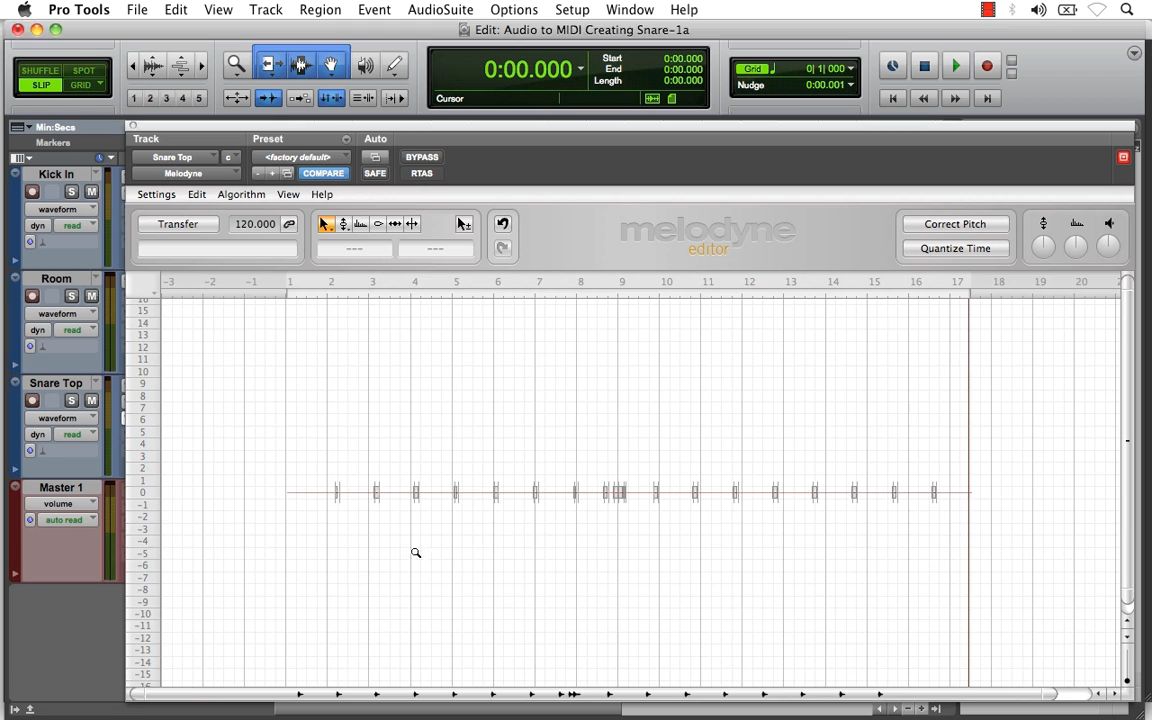 Pro Tools File Edit View Track Region Event AudioSuite Options Setup Window Help
Edit: Audio to MIDI Creating Snare-1a
SHUFFLE SPOT
SLIP GRID
1 2 3 4 5
0:00.000
Start 0:00.000
End 0:00.000
Length 0:00.000
Cursor
Grid 0| 1| 000
Nudge 0:00.001
Min:Secs
Markers
Track Preset Auto
Snare Top c <factory default>
BYPASS
Melodyne - + COMPARE SAFE RTAS
Settings Edit Algorithm View Help
Transfer 120.000
--- ---
melodyne
editor
Correct Pitch
Quantize Time
-3 -2 -1 1 2 3 4 5 6 7 8 9 10 11 12 13 14 15 16 17 18 19 20
15
14
13
12
11
10
9
8
7
6
5
4
3
2
1
0
-1
-2
-3
-4
-5
-6
-7
-8
-9
-10
-11
-12
-13
-14
-15
Kick In
S M
waveform
dyn read
Room
S M
waveform
dyn read
Snare Top
S M
waveform
dyn read
Master 1
volume
auto read